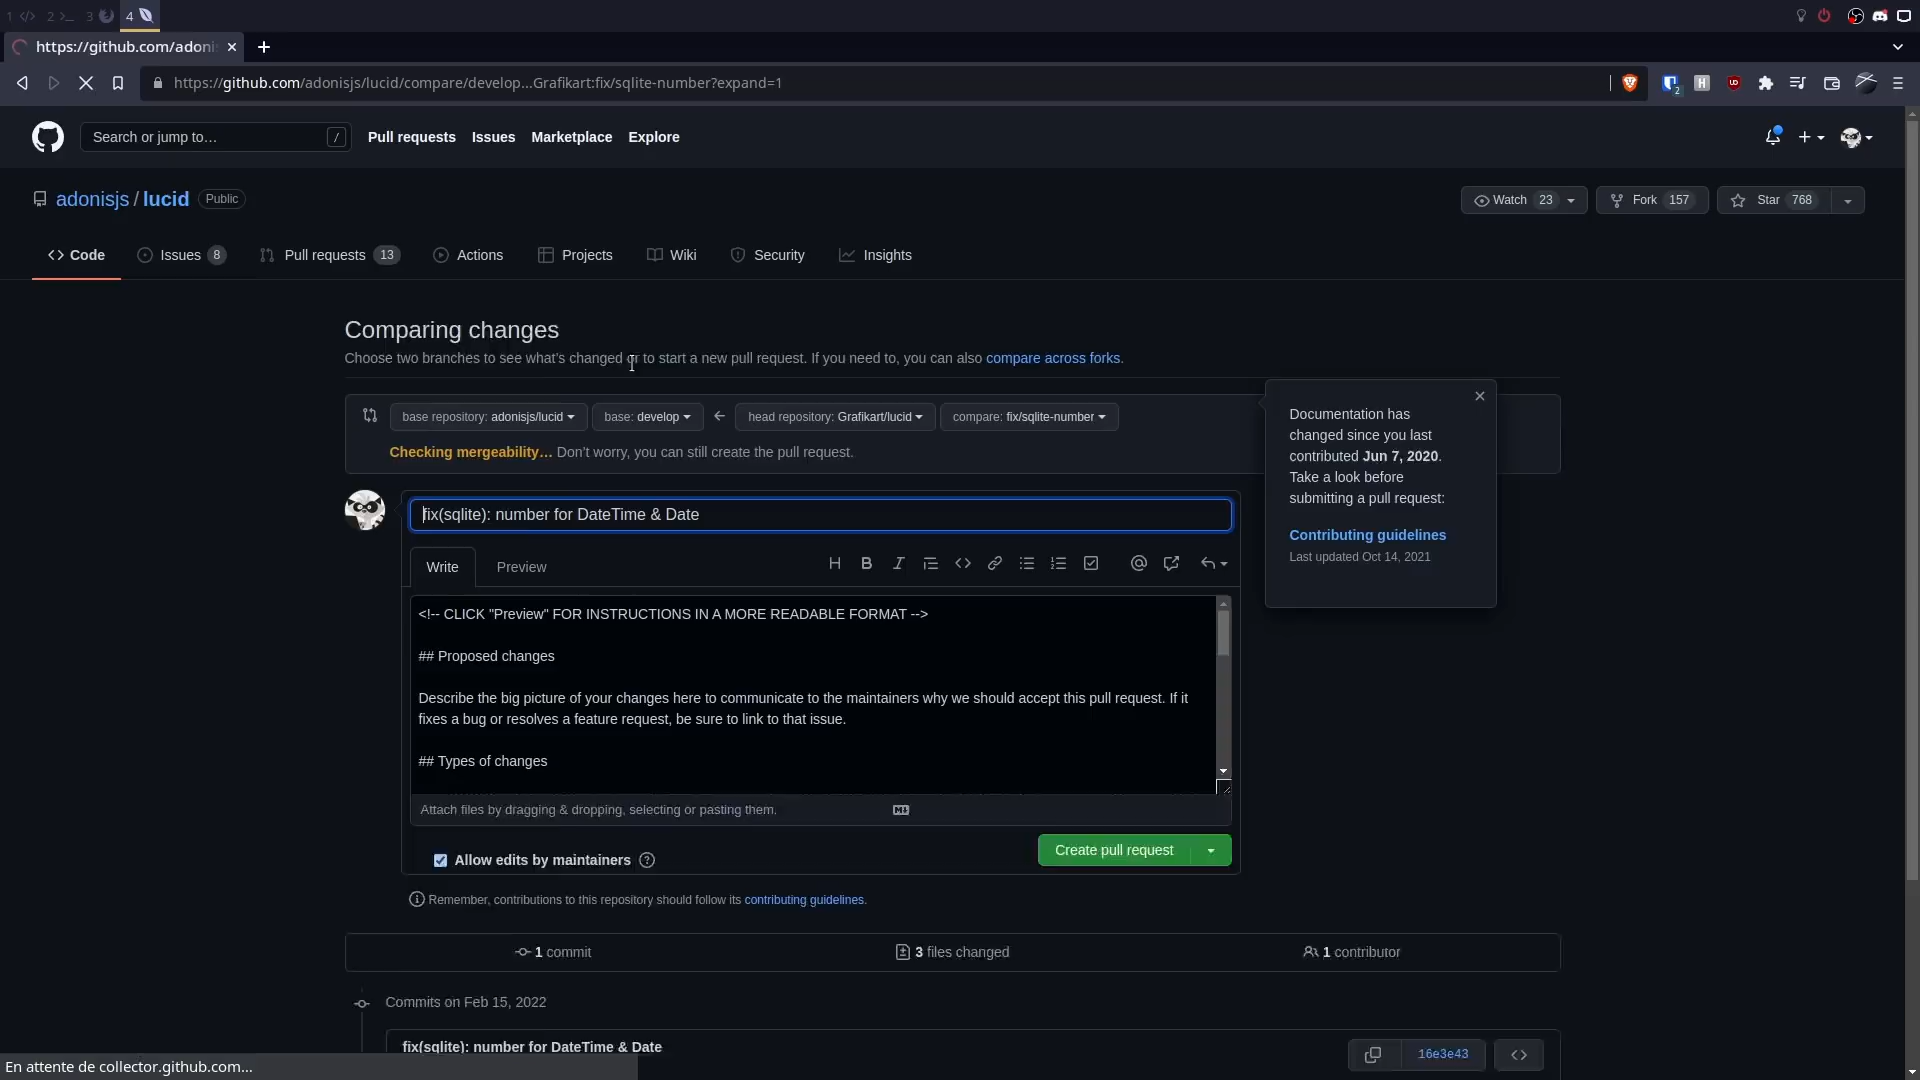 1 </> 2 >_ 3 4
https://github.com/adoni
https://github.com/adonisjs/lucid/compare/develop...Grafikart:fix/sqlite-number?expand=1
2 H
Search or jump to… /
Pull requests Issues Marketplace Explore
adonisjs / lucid Public
Watch 23 Fork 157 Star 768
Code Issues 8 Pull requests 13 Actions Projects Wiki Security Insights
Comparing changes
Choose two branches to see what's changed or to start a new pull request. If you need to, you can also compare across forks.
base repository: adonisjs/lucid base: develop head repository: Grafikart/lucid compare: fix/sqlite-number
Checking mergeability… Don't worry, you can still create the pull request.
Documentation has
changed since you last
contributed Jun 7, 2020.
Take a look before
submitting a pull request:
Contributing guidelines
Last updated Oct 14, 2021
fix(sqlite): number for DateTime & Date
Write Preview
<!-- CLICK "Preview" FOR INSTRUCTIONS IN A MORE READABLE FORMAT -->
## Proposed changes
Describe the big picture of your changes here to communicate to the maintainers why we should accept this pull request. If it
fixes a bug or resolves a feature request, be sure to link to that issue.
## Types of changes
Attach files by dragging & dropping, selecting or pasting them.
Allow edits by maintainers
Create pull request
Remember, contributions to this repository should follow its contributing guidelines.
1 commit 3 files changed 1 contributor
Commits on Feb 15, 2022
fix(sqlite): number for DateTime & Date
16e3e43
En attente de collector.github.com...